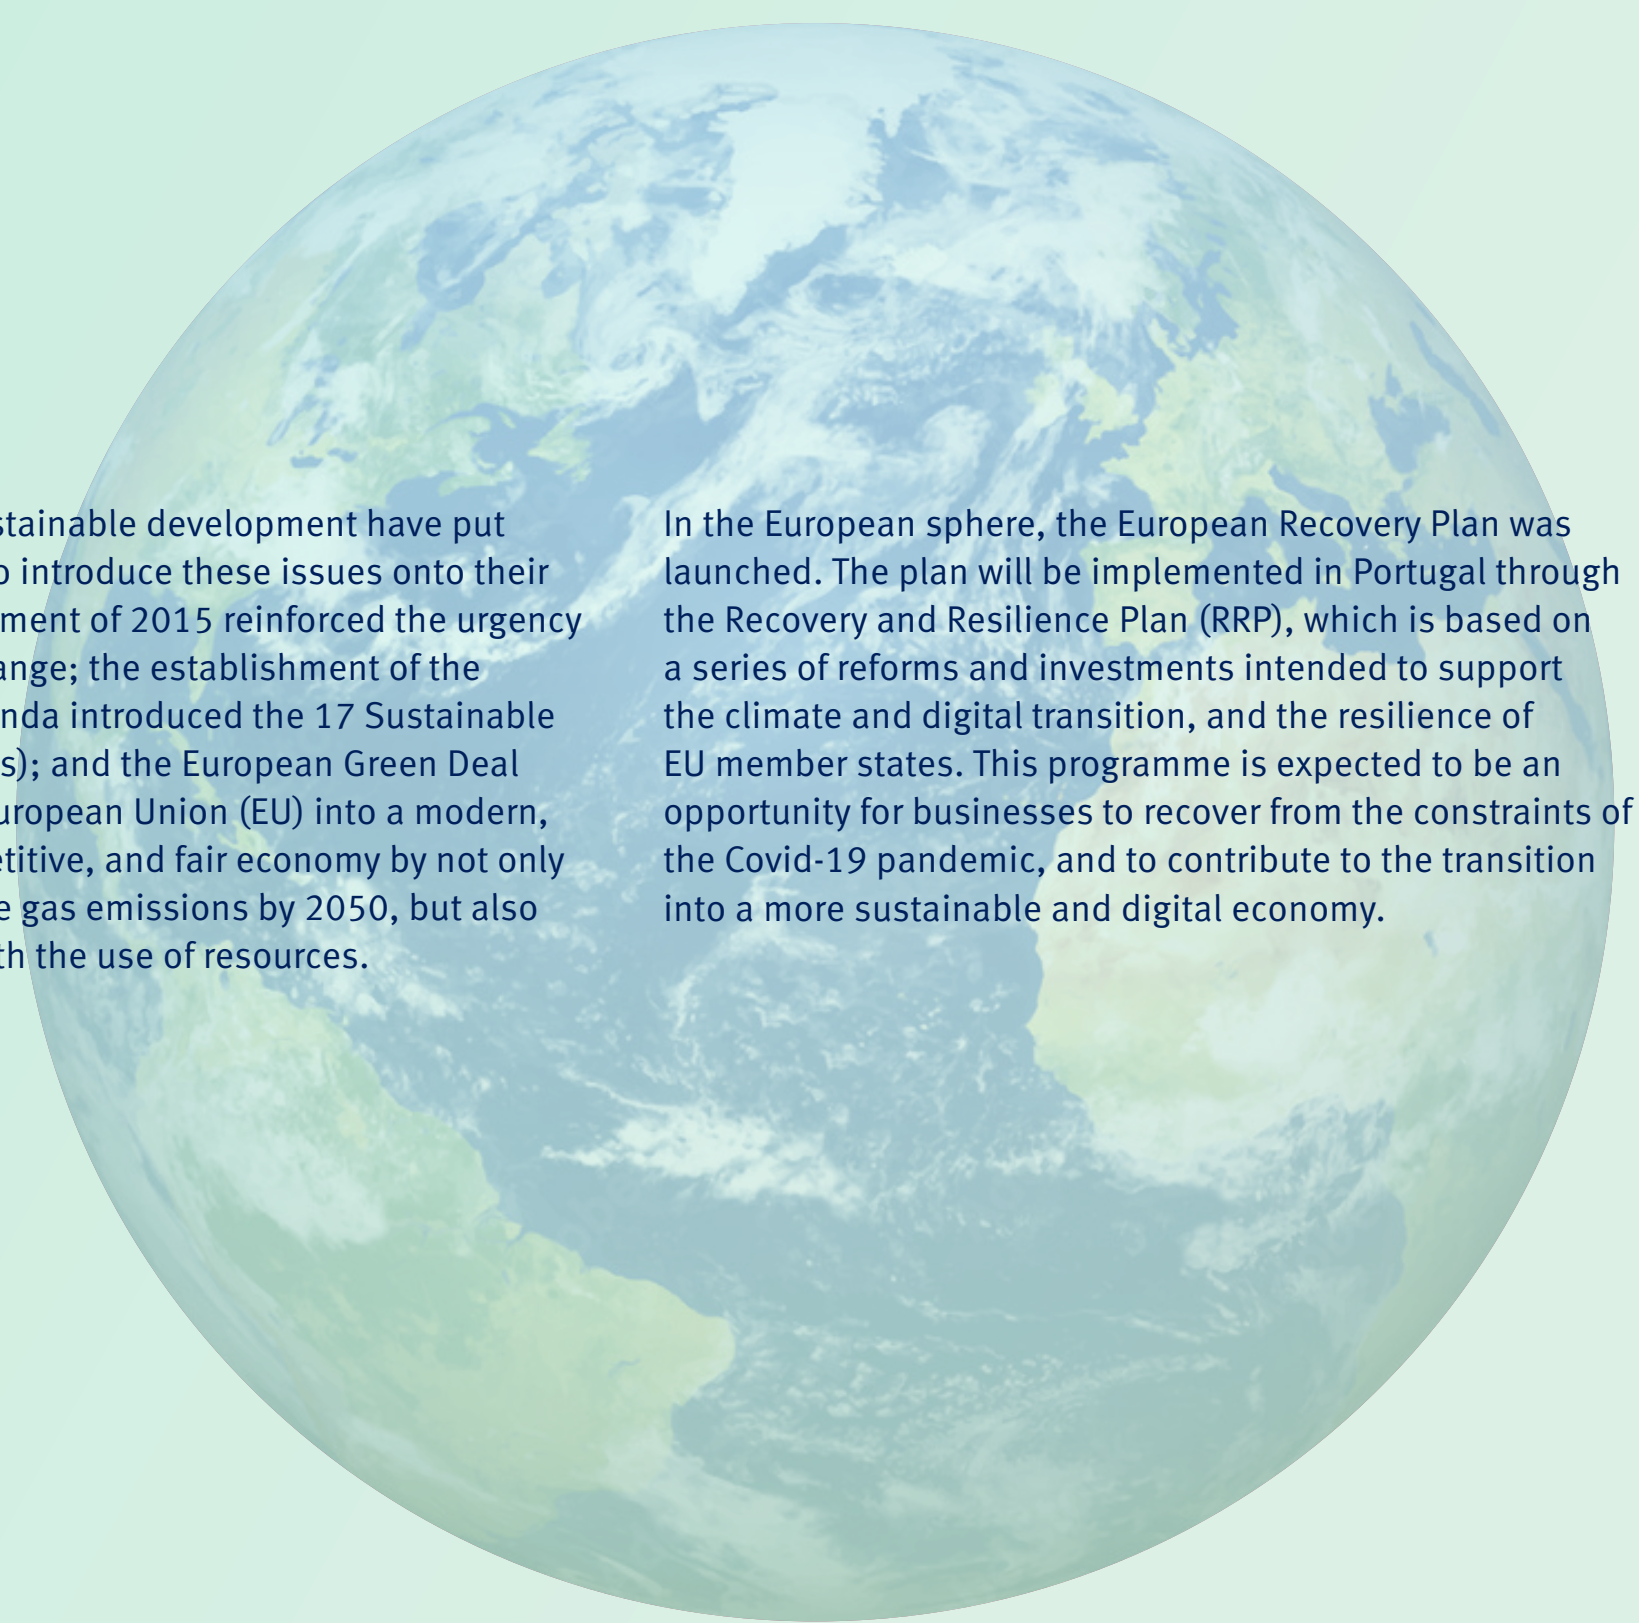 stainable development have put
o introduce these issues onto their
ment of 2015 reinforced the urgency
ange; the establishment of the
nda introduced the 17 Sustainable
s); and the European Green Deal
uropean Union (EU) into a modern,
etitive, and fair economy by not only
e gas emissions by 2050, but also
th the use of resources.
In the European sphere, the European Recovery Plan was
launched. The plan will be implemented in Portugal through
the Recovery and Resilience Plan (RRP), which is based on
a series of reforms and investments intended to support
the climate and digital transition, and the resilience of
EU member states. This programme is expected to be an
opportunity for businesses to recover from the constraints of
the Covid-19 pandemic, and to contribute to the transition
into a more sustainable and digital economy.